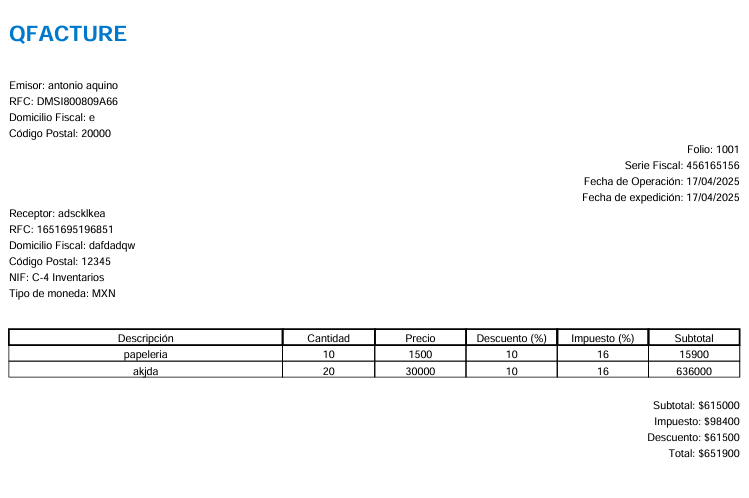 QFACTURE
Emisor: antonio aquino
RFC: DMSI800809A66
Domicilio Fiscal: e
Código Postal: 20000
Folio: 1001
Serie Fiscal: 456165156
Fecha de Operación: 17/04/2025
Fecha de expedición: 17/04/2025
Receptor: adscklkea
RFC: 1651695196851
Domicilio Fiscal: dafdadqw
Código Postal: 12345
NIF: C-4 Inventarios
Tipo de moneda: MXN
Descripción Cantidad Precio Descuento (%) Impuesto (%) Subtotal
papeleria 10 1500 10 16 15900
akjda 20 30000 10 16 636000
Subtotal: $615000
Impuesto: $98400
Descuento: $61500
Total: $651900